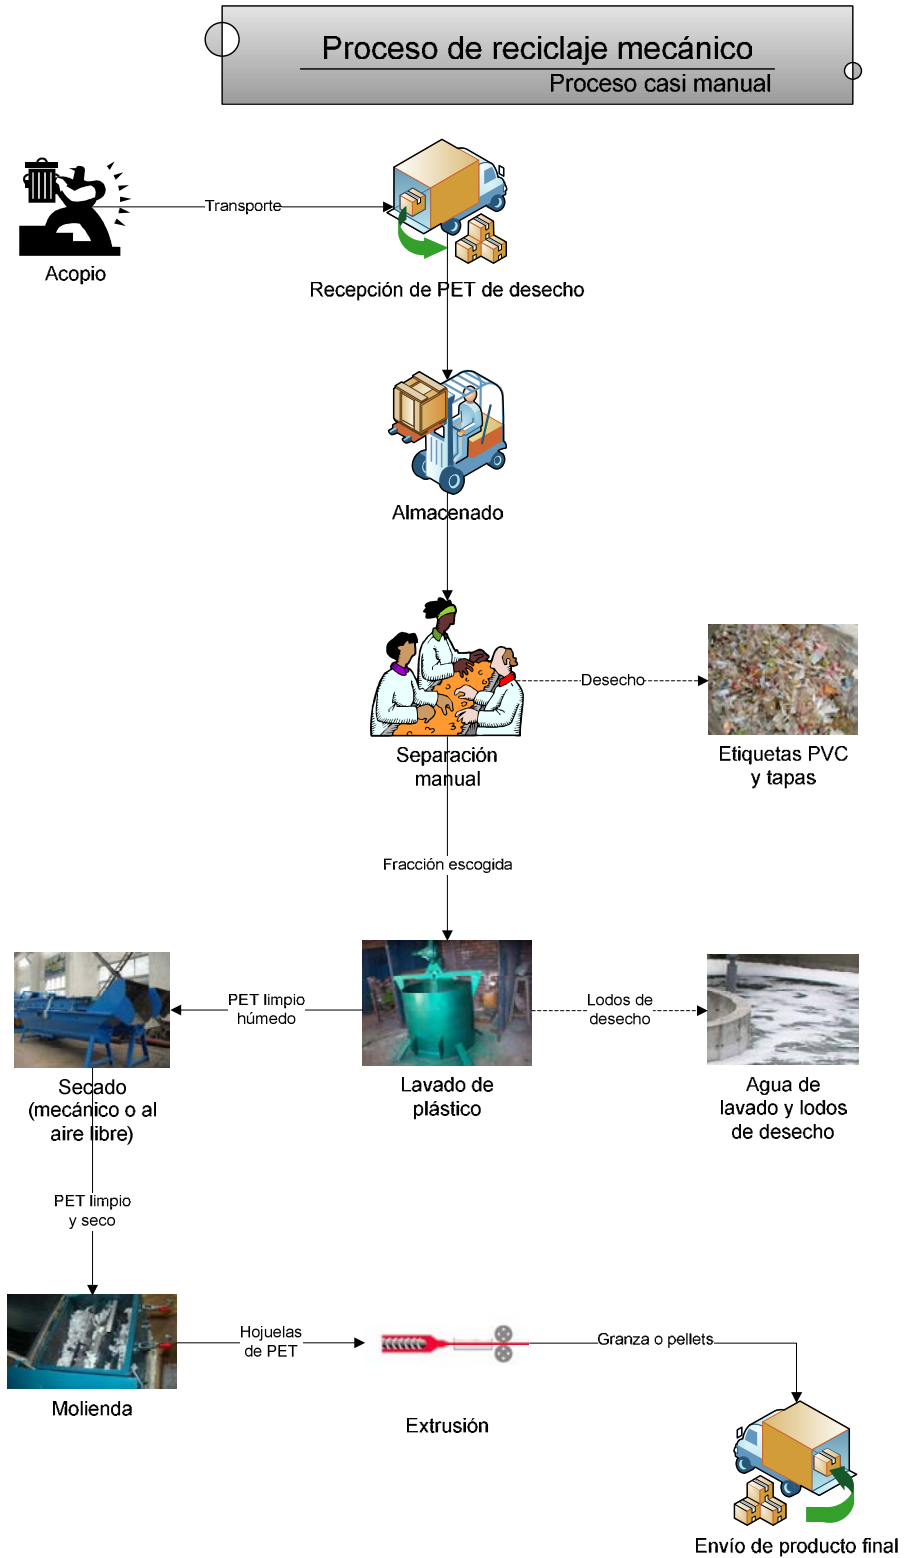 Proceso de reciclaje mecánico
Proceso casi manual
Transporte
Acopio
Recepción de PET de desecho
Almacenado
Desecho
Separación
manual
Etiquetas PVC
y tapas
Fracción escogida
PET limpio
húmedo
Lodos de
desecho
Secado
(mecánico o al
aire libre)
Lavado de
plástico
Agua de
lavado y lodos
de desecho
PET limpio
y seco
Hojuelas
de PET
Granza o pellets
Molienda
Extrusión
Envío de producto final